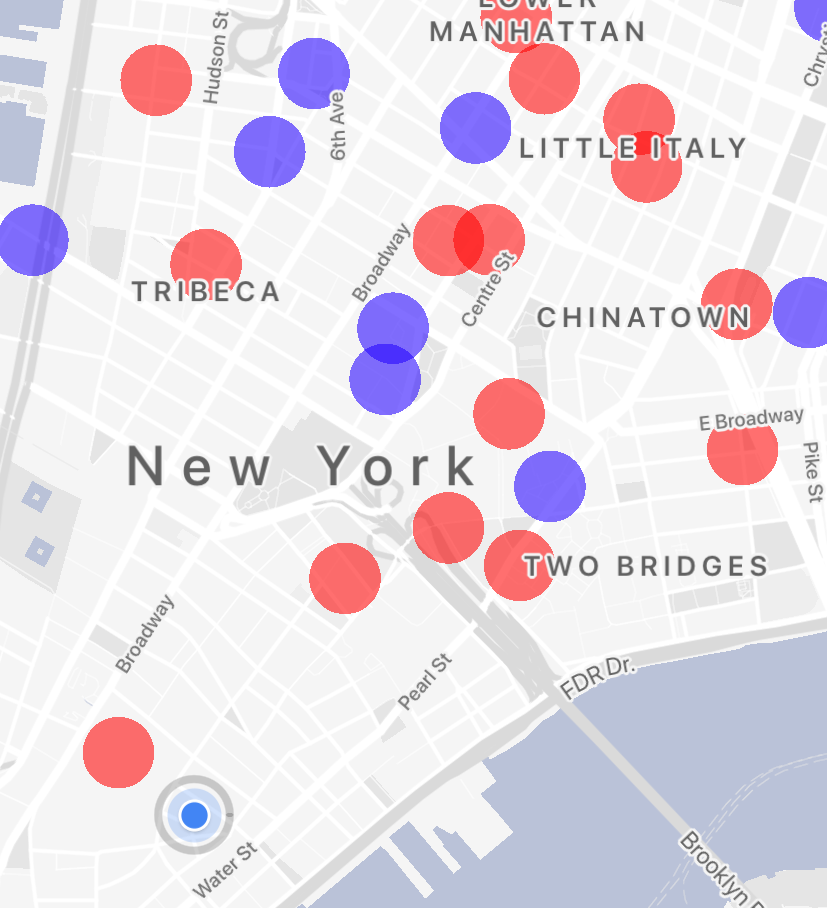 LOWER
MANHATTAN
Hudson St
6th Ave
LITTLE ITALY
Broadway
Centre St
TRIBECA
CHINATOWN
E Broadway
Pike St
New York
TWO BRIDGES
Broadway
Pearl St
FDR Dr.
Water St
Brooklyn